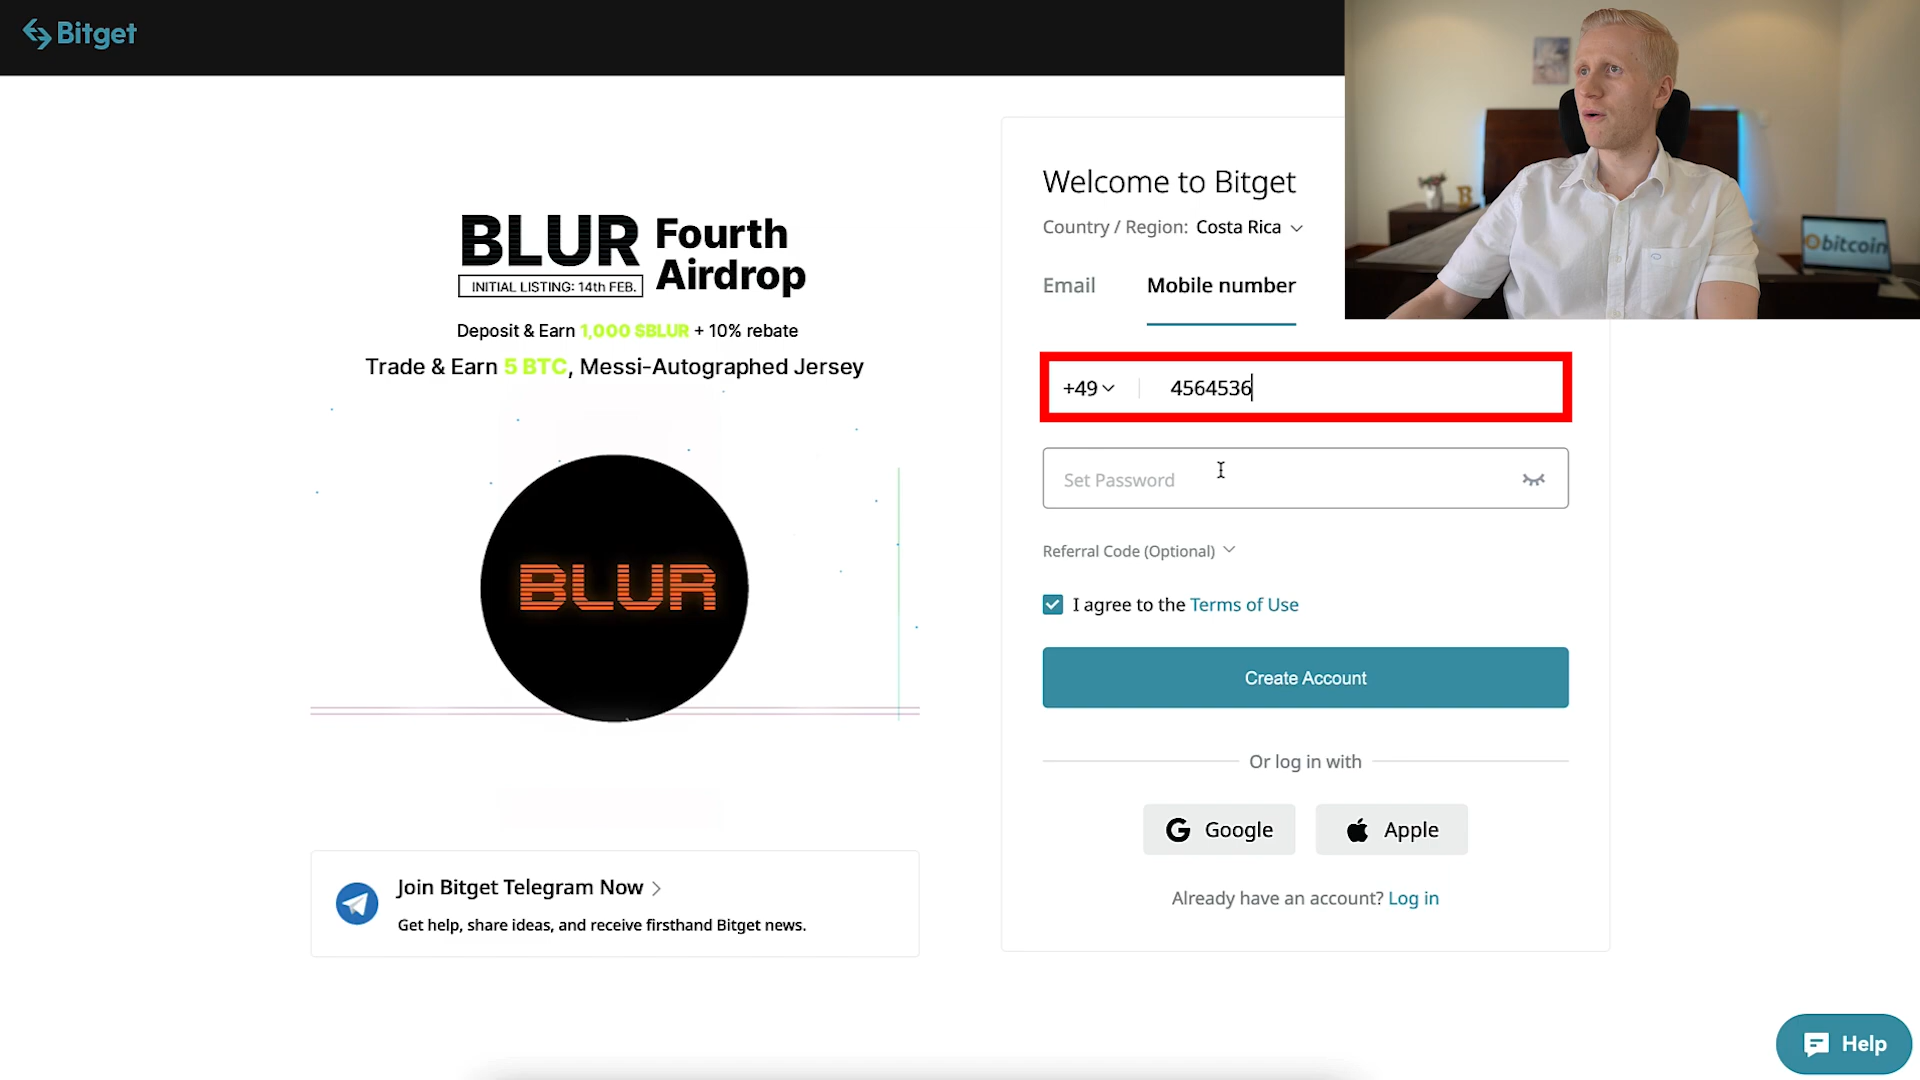 Bitget
BLUR Fourth
Airdrop
INITIAL LISTING: 14th FEB.
Deposit & Earn 1,000 $BLUR + 10% rebate
Trade & Earn 5 BTC, Messi-Autographed Jersey
BLUR
Join Bitget Telegram Now
Get help, share ideas, and receive firsthand Bitget news.
Welcome to Bitget
Country / Region: Costa Rica
Email Mobile number
+49 4564536
Set Password
Referral Code (Optional)
I agree to the Terms of Use
Create Account
Or log in with
Google Apple
Already have an account? Log in
bitcoin
Help